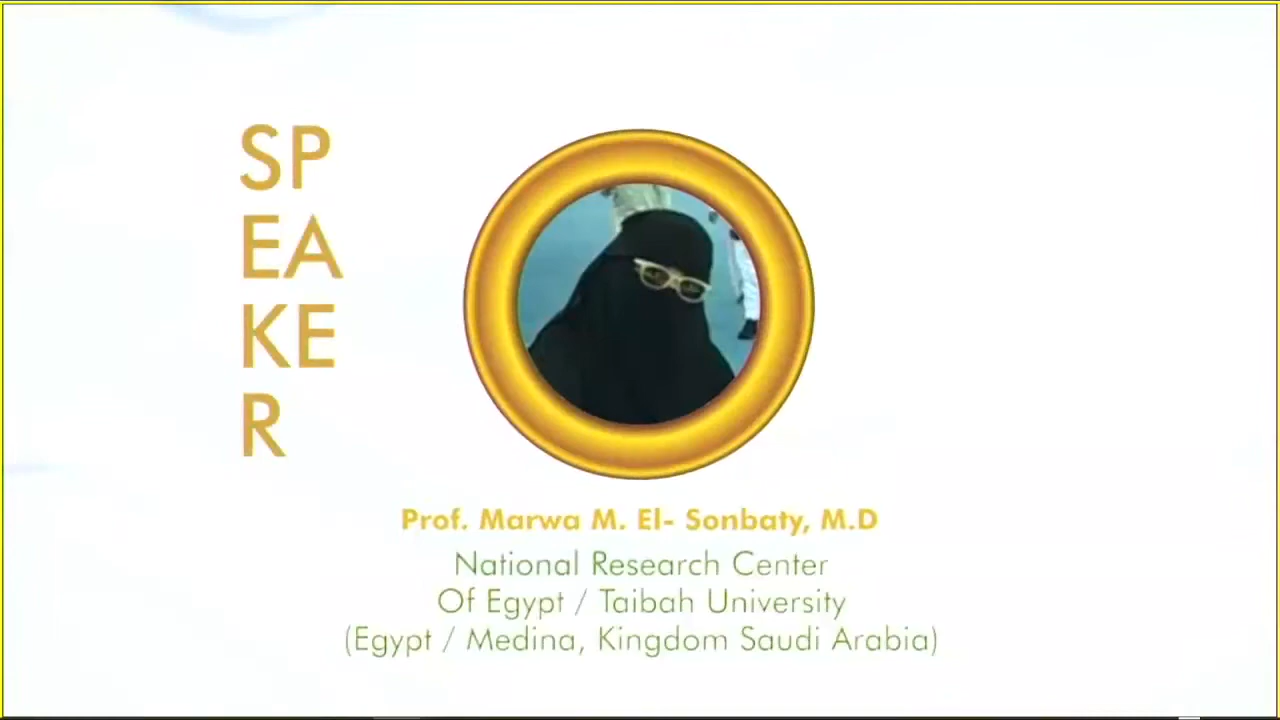 SP
EA
KE
R
Prof. Marwa M. El- Sonbaty, M.D
National Research Center
Of Egypt / Taibah University
(Egypt / Medina, Kingdom Saudi Arabia)